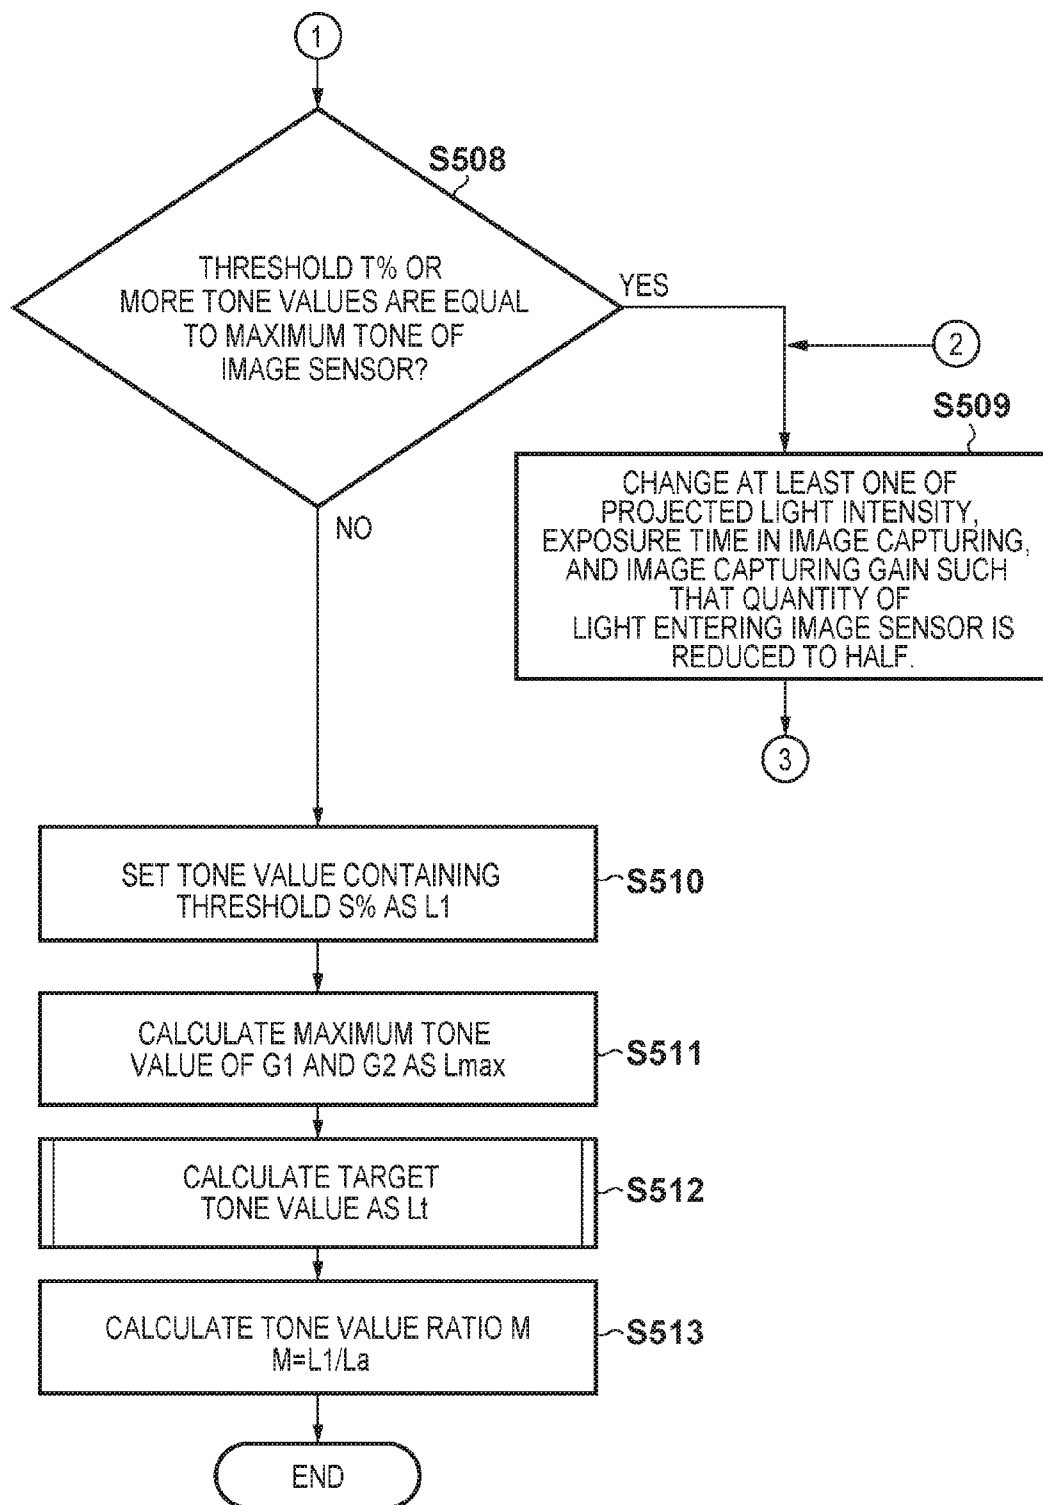 1
S508
THRESHOLD T% OR
MORE TONE VALUES ARE EQUAL
TO MAXIMUM TONE OF
IMAGE SENSOR?
YES
2
S509
CHANGE AT LEAST ONE OF
PROJECTED LIGHT INTENSITY,
EXPOSURE TIME IN IMAGE CAPTURING,
AND IMAGE CAPTURING GAIN SUCH
THAT QUANTITY OF
LIGHT ENTERING IMAGE SENSOR IS
REDUCED TO HALF.
NO
3
SET TONE VALUE CONTAINING
THRESHOLD S% AS L1
S510
CALCULATE MAXIMUM TONE
VALUE OF G1 AND G2 AS Lmax
S511
CALCULATE TARGET
TONE VALUE AS Lt
S512
CALCULATE TONE VALUE RATIO M
M=L1/La
S513
END